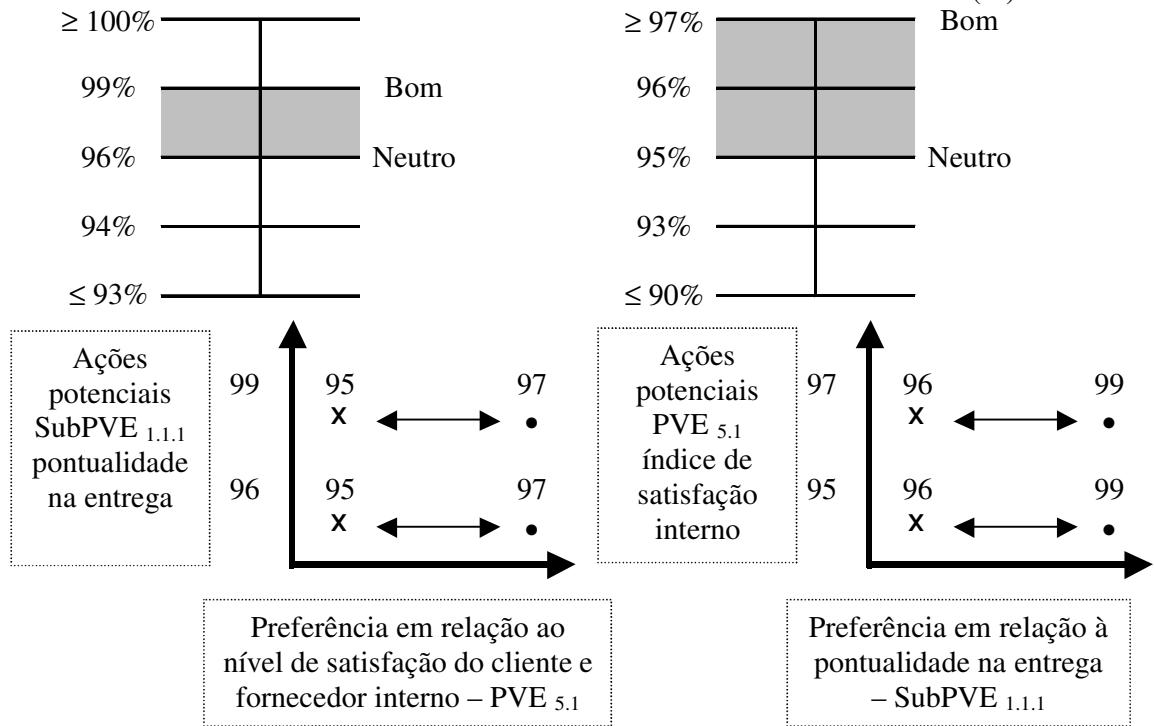 ≥ 100%
99%
Bom
96%
Neutro
94%
≤ 93%
≥ 97%
Bom
96%
95%
Neutro
93%
≤ 90%
Ações
potenciais
SubPVE 1.1.1
pontualidade
na entrega
99 95 97
x
96 95 97
x
Preferência em relação ao
nível de satisfação do cliente e
fornecedor interno – PVE 5.1
Ações
potenciais
PVE 5.1
índice de
satisfação
interno
97 96 99
x
95 96 99
x
Preferência em relação à
pontualidade na entrega
– SubPVE 1.1.1